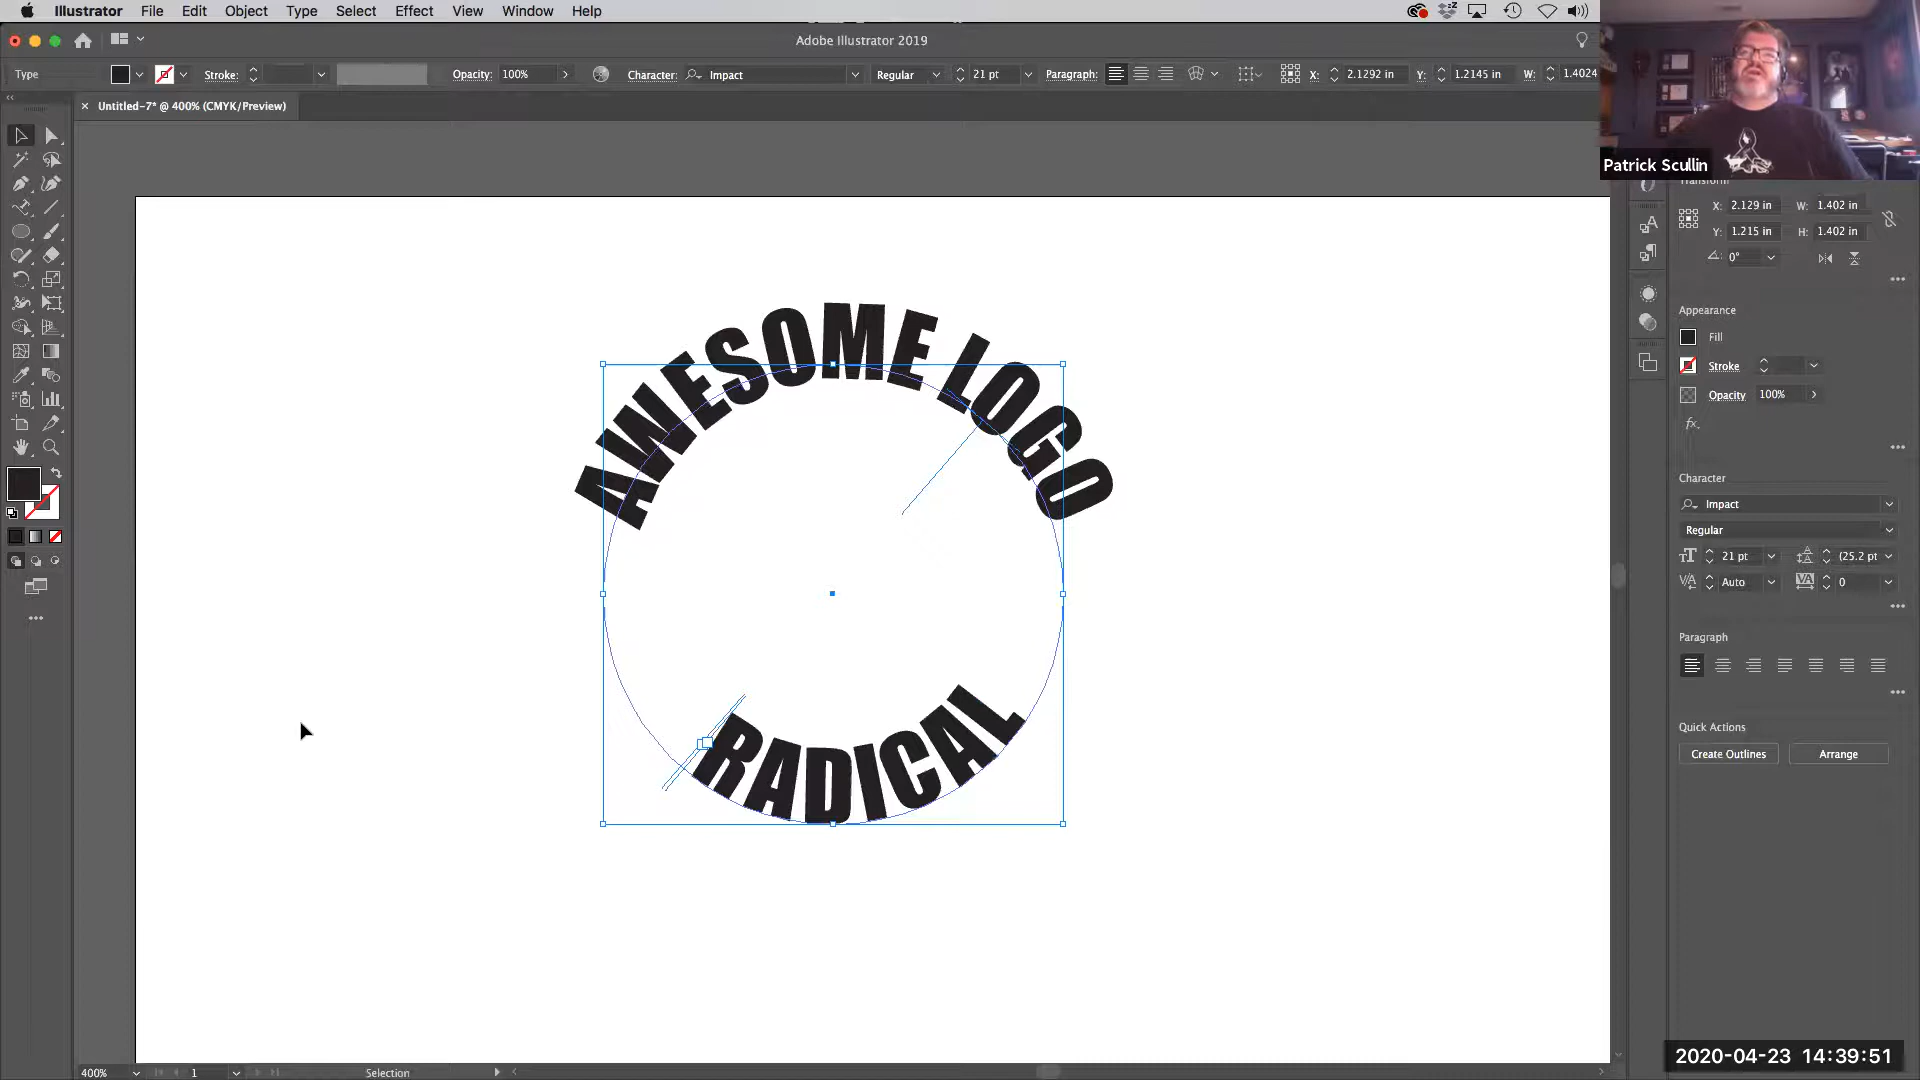 Illustrator File Edit Object Type Select Effect View Window Help
Adobe Illustrator 2019
Type Stroke: Opacity: 100% Character: Impact Regular 21 pt Paragraph: X: 2.1292 in Y: 1.2145 in W: 1.4024
Untitled-7* @ 400% (CMYK/Preview)
Patrick Scullin
Transform
X: 2.129 in W: 1.402 in
Y: 1.215 in H: 1.402 in
0°
Appearance
Fill
Stroke
Opacity 100%
fx.
Character
Impact
Regular
21 pt (25.2 pt
Auto 0
Paragraph
Quick Actions
Create Outlines Arrange
AWESOME LOGO
RADICAL
2020-04-23 14:39:51
400% 1 Selection